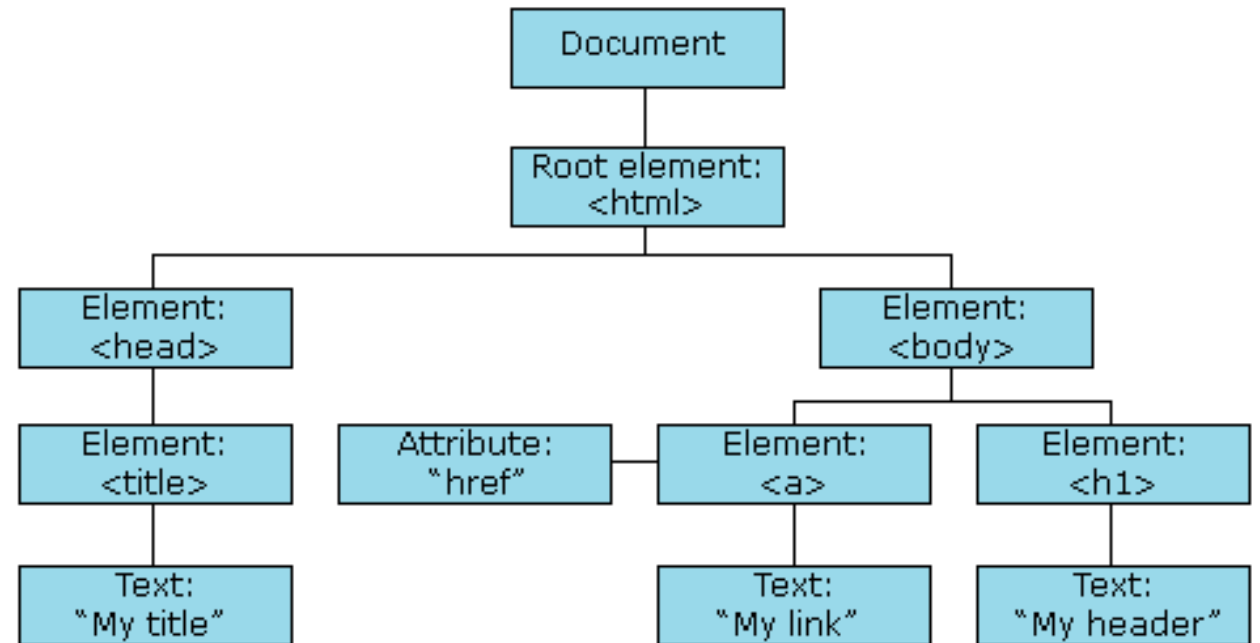 Document
Root element:
<html>
Element:
<head>
Element:
<body>
Element:
<title>
Attribute:
“href”
Element:
<a>
Element:
<h1>
Text:
“My title”
Text:
“My link”
Text:
“My header”